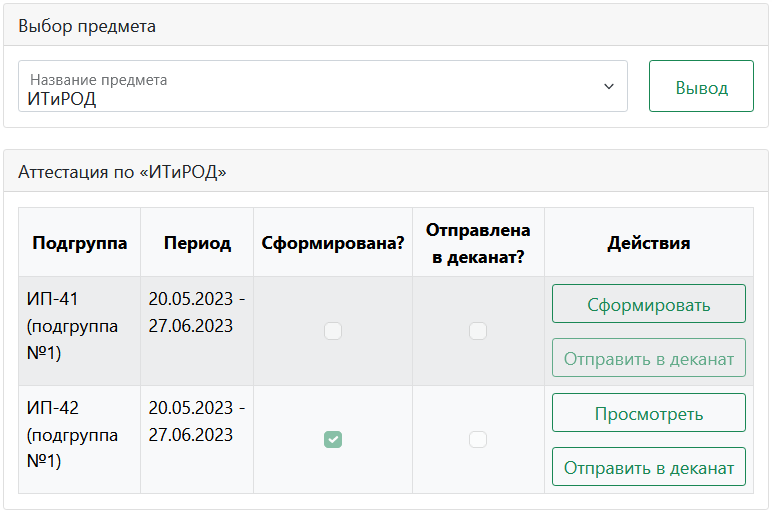 Выбор предмета
Название предмета
ИТиРОД
Вывод
Аттестация по «ИТиРОД»
Подгруппа
Период
Сформирована?
Отправлена
в деканат?
Действия
ИП-41
(подгруппа
№1)
20.05.2023 -
27.06.2023
Сформировать
Отправить в деканат
ИП-42
(подгруппа
№1)
20.05.2023 -
27.06.2023
Просмотреть
Отправить в деканат